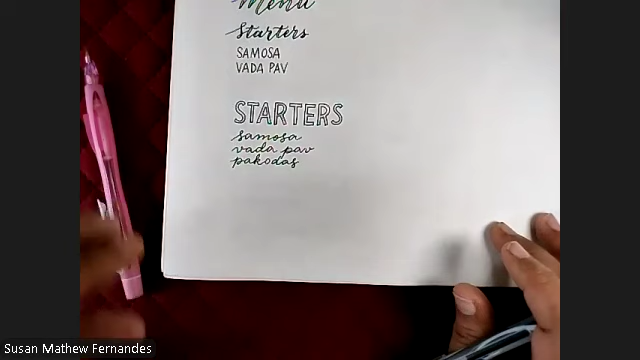 Menu
Starters
SAMOSA
VADA PAV
STARTERS
samosa
vada pav
pakodas
Susan Mathew Fernandes